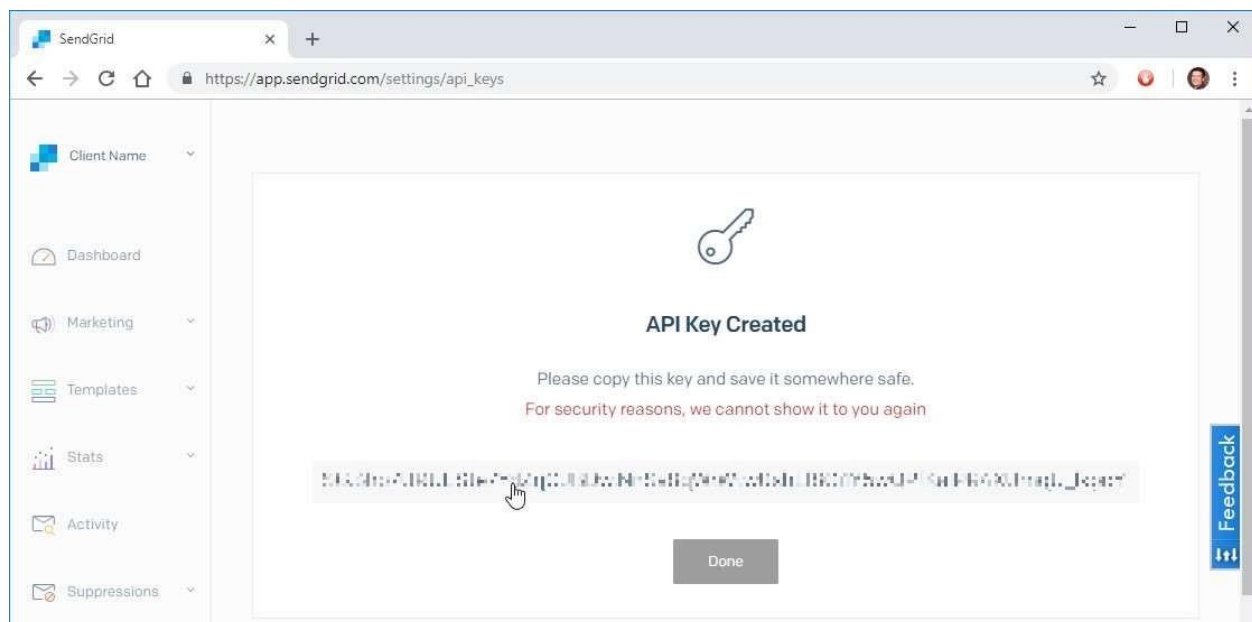 SendGrid
https://app.sendgrid.com/settings/api_keys
Client Name
Dashboard
Marketing
Templates
Stats
Activity
Suppressions
API Key Created
Please copy this key and save it somewhere safe.
For security reasons, we cannot show it to you again
Done
Feedback